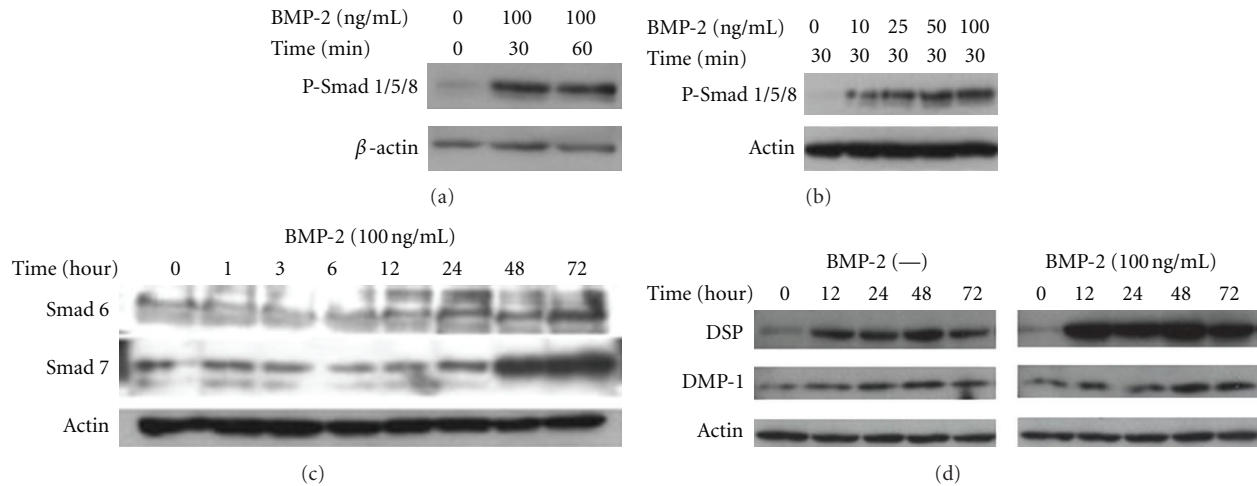 BMP-2 (ng/mL) 0 100 100
Time (min) 0 30 60
P-Smad 1/5/8
β-actin
(a)
BMP-2 (ng/mL) 0 10 25 50 100
Time (min) 30 30 30 30 30
P-Smad 1/5/8
Actin
(b)
BMP-2 (100 ng/mL)
Time (hour) 0 1 3 6 12 24 48 72
Smad 6
Smad 7
Actin
(c)
BMP-2 (—) BMP-2 (100 ng/mL)
Time (hour) 0 12 24 48 72 0 12 24 48 72
DSP
DMP-1
Actin
(d)